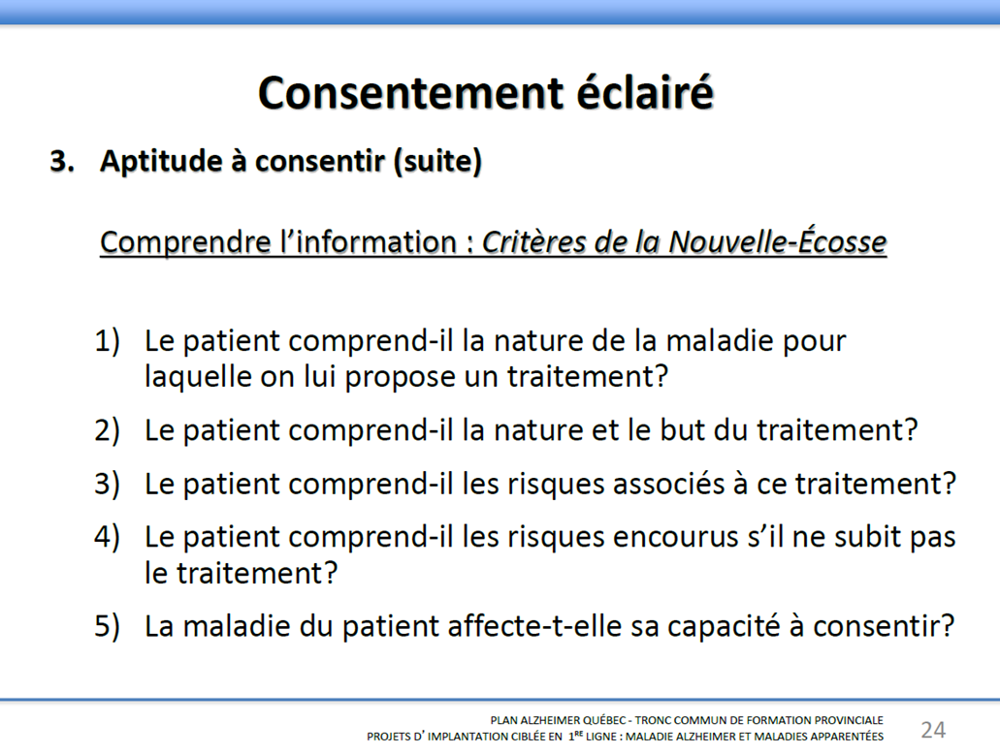 Consentement éclairé
3. Aptitude à consentir (suite)
Comprendre l’information : Critères de la Nouvelle-Écosse
1) Le patient comprend-il la nature de la maladie pour
laquelle on lui propose un traitement?
2) Le patient comprend-il la nature et le but du traitement?
3) Le patient comprend-il les risques associés à ce traitement?
4) Le patient comprend-il les risques encourus s’il ne subit pas
le traitement?
5) La maladie du patient affecte-t-elle sa capacité à consentir?
PLAN ALZHEIMER QUÉBEC - TRONC COMMUN DE FORMATION PROVINCIALE
PROJETS D’ IMPLANTATION CIBLÉE EN 1RE LIGNE : MALADIE ALZHEIMER ET MALADIES APPARENTÉES
24